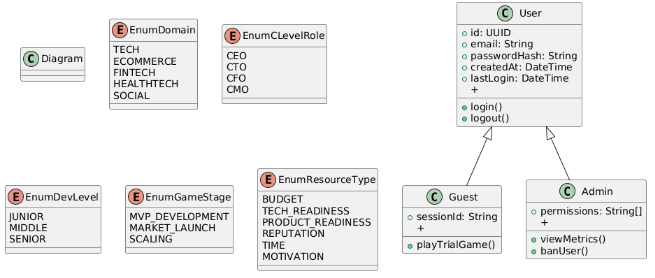 C Diagram
E EnumDomain
TECH
ECOMMERCE
FINTECH
HEALTHTECH
SOCIAL
E EnumCLevelRole
CEO
CTO
CFO
CMO
C User
id: UUID
email: String
passwordHash: String
createdAt: DateTime
lastLogin: DateTime
+
login()
logout()
E EnumDevLevel
JUNIOR
MIDDLE
SENIOR
E EnumGameStage
MVP_DEVELOPMENT
MARKET_LAUNCH
SCALING
E EnumResourceType
BUDGET
TECH_READINESS
PRODUCT_READINESS
REPUTATION
TIME
MOTIVATION
C Guest
sessionId: String
+
playTrialGame()
C Admin
permissions: String[]
+
viewMetrics()
banUser()